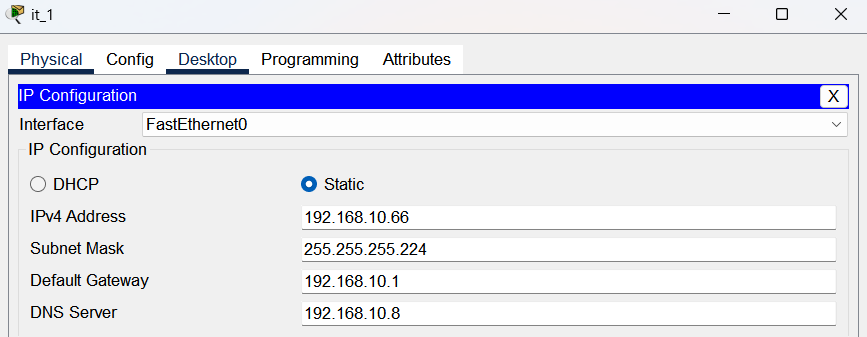 it_1
Physical Config Desktop Programming Attributes
IP Configuration X
Interface FastEthernet0
IP Configuration
DHCP Static
IPv4 Address 192.168.10.66
Subnet Mask 255.255.255.224
Default Gateway 192.168.10.1
DNS Server 192.168.10.8